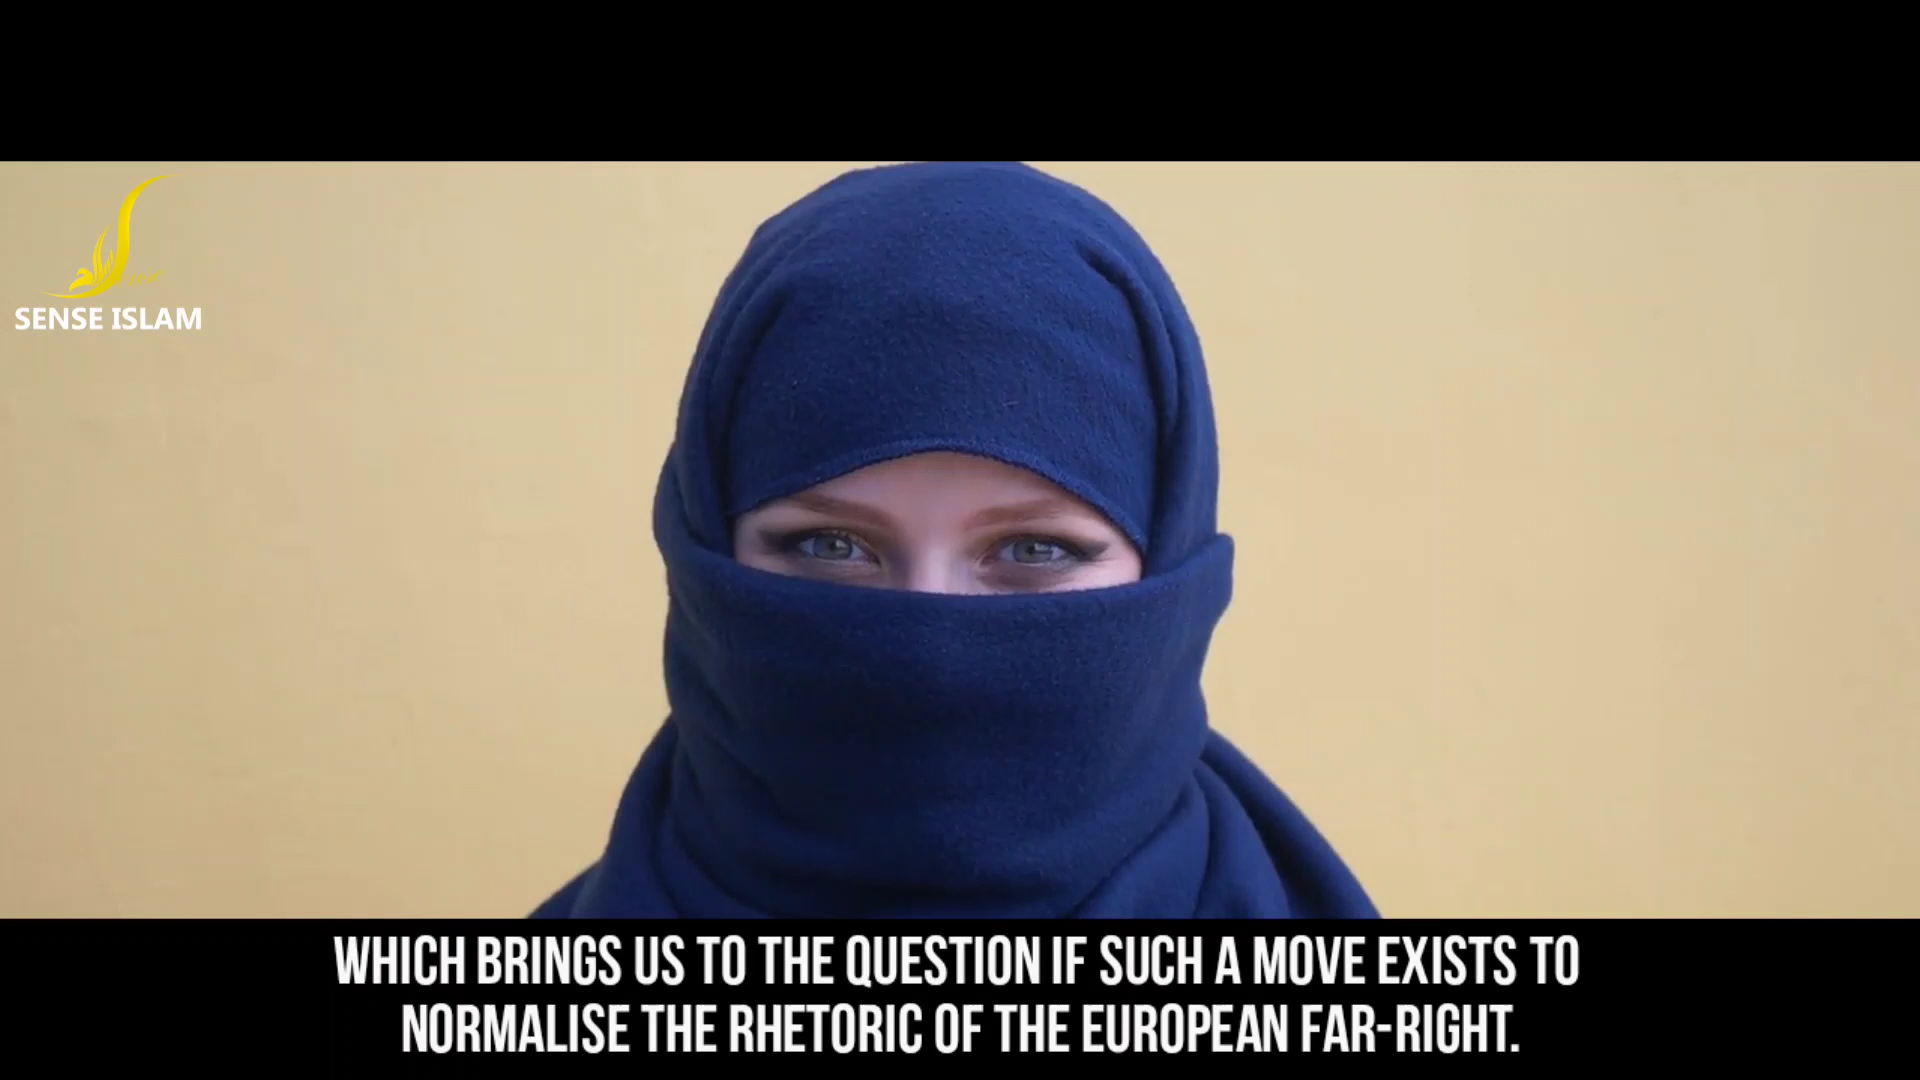 SENSE ISLAM
WHICH BRINGS US TO THE QUESTION IF SUCH A MOVE EXISTS TO
NORMALISE THE RHETORIC OF THE EUROPEAN FAR-RIGHT.